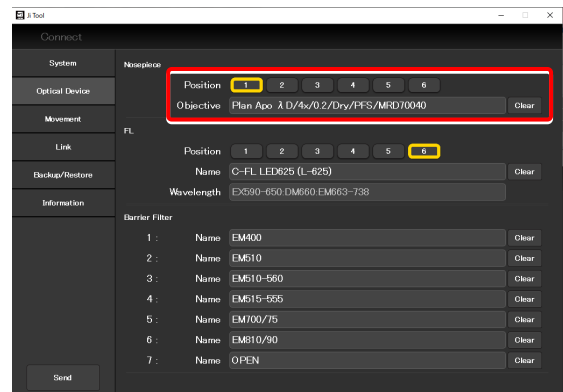 Ji Tool
Connect
System
Optical Device
Movement
Link
Backup/Restore
Information
Send
Nosepiece
Position 1 2 3 4 5 6
Objective Plan Apo λ D/4x/0.2/Dry/PFS/MRD70040 Clear
FL
Position 1 2 3 4 5 6
Name C-FL LED625 (L-625) Clear
Wavelength EX590-650:DM660:EM663-738
Barrier Filter
1 : Name EM400 Clear
2 : Name EM510 Clear
3 : Name EM510-560 Clear
4 : Name EM515-555 Clear
5 : Name EM700/75 Clear
6 : Name EM810/90 Clear
7 : Name OPEN Clear